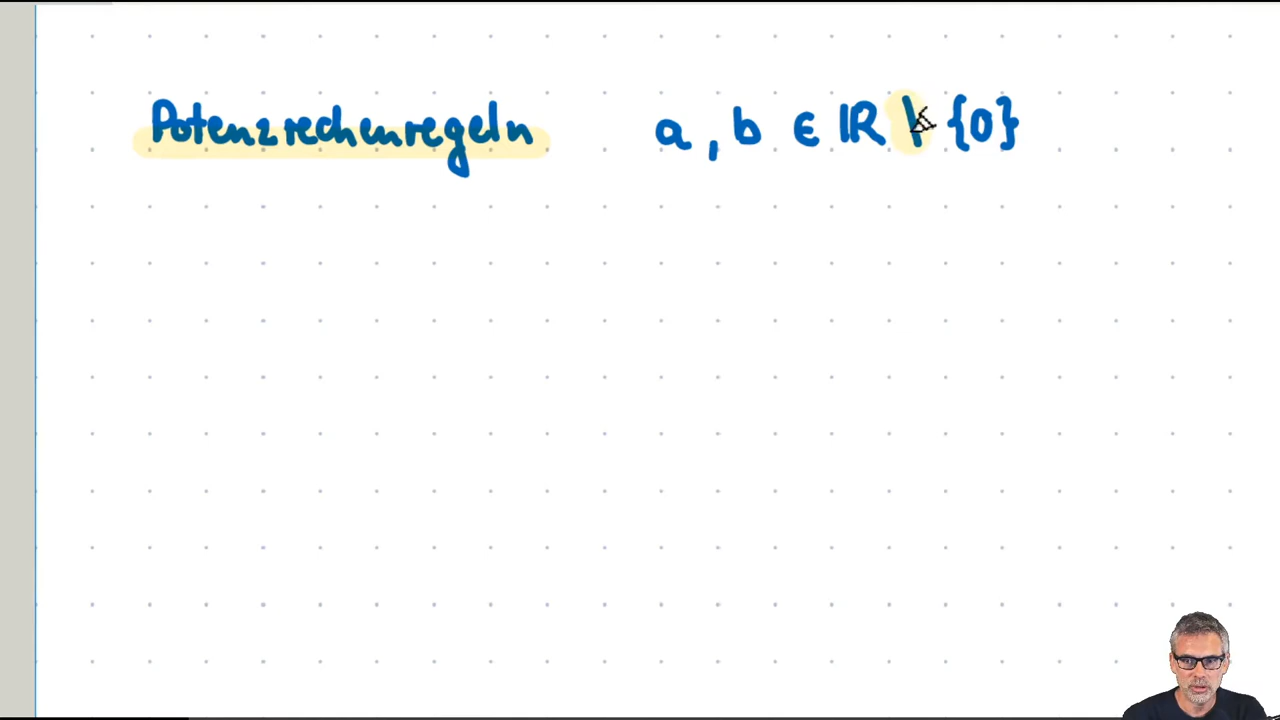 Potenzrechenregeln a, b ∈ ℝ \ {0}